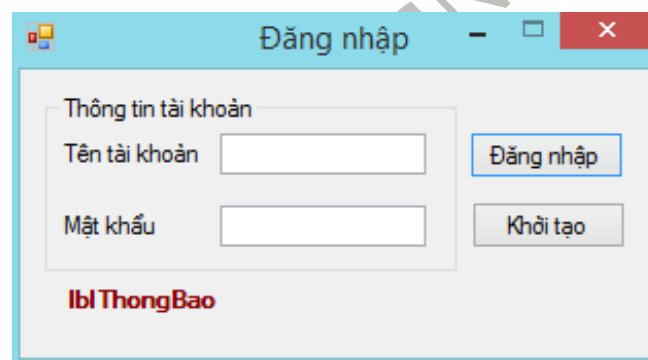 Đăng nhập
Thông tin tài khoản
Tên tài khoản
Đăng nhập
Mật khẩu
Khởi tạo
lblThongBao